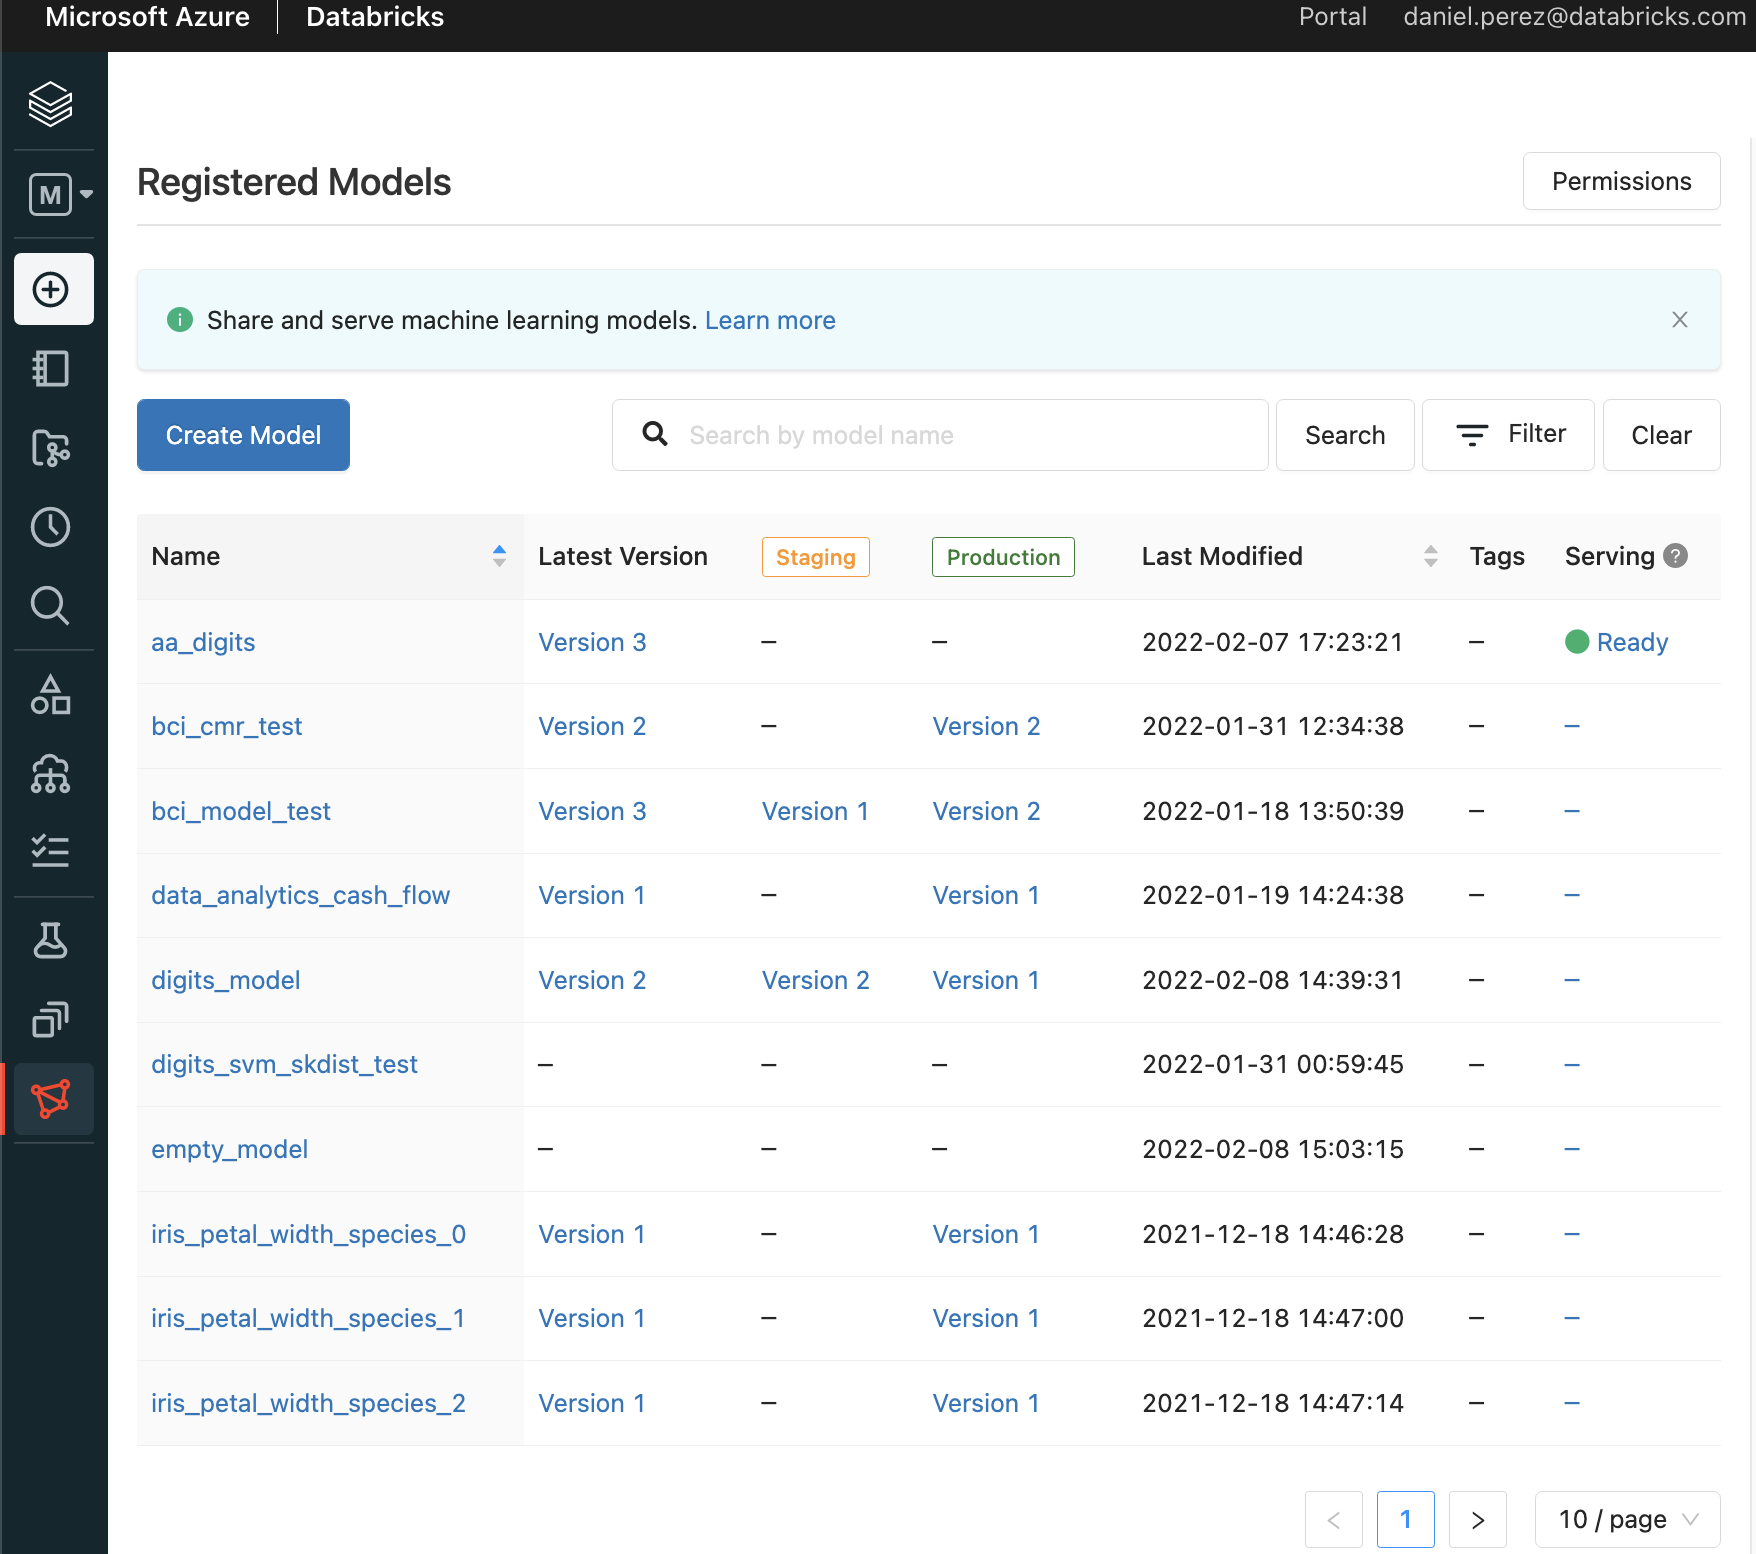 Microsoft Azure | Databricks Portal daniel.perez@databricks.com
M
Registered Models Permissions
Share and serve machine learning models. Learn more
Create Model Search by model name Search Filter Clear
Name Latest Version Staging Production Last Modified Tags Serving ?
aa_digits Version 3 – – 2022-02-07 17:23:21 – Ready
bci_cmr_test Version 2 – Version 2 2022-01-31 12:34:38 – –
bci_model_test Version 3 Version 1 Version 2 2022-01-18 13:50:39 – –
data_analytics_cash_flow Version 1 – Version 1 2022-01-19 14:24:38 – –
digits_model Version 2 Version 2 Version 1 2022-02-08 14:39:31 – –
digits_svm_skdist_test – – – 2022-01-31 00:59:45 – –
empty_model – – – 2022-02-08 15:03:15 – –
iris_petal_width_species_0 Version 1 – Version 1 2021-12-18 14:46:28 – –
iris_petal_width_species_1 Version 1 – Version 1 2021-12-18 14:47:00 – –
iris_petal_width_species_2 Version 1 – Version 1 2021-12-18 14:47:14 – –
< 1 > 10 / page